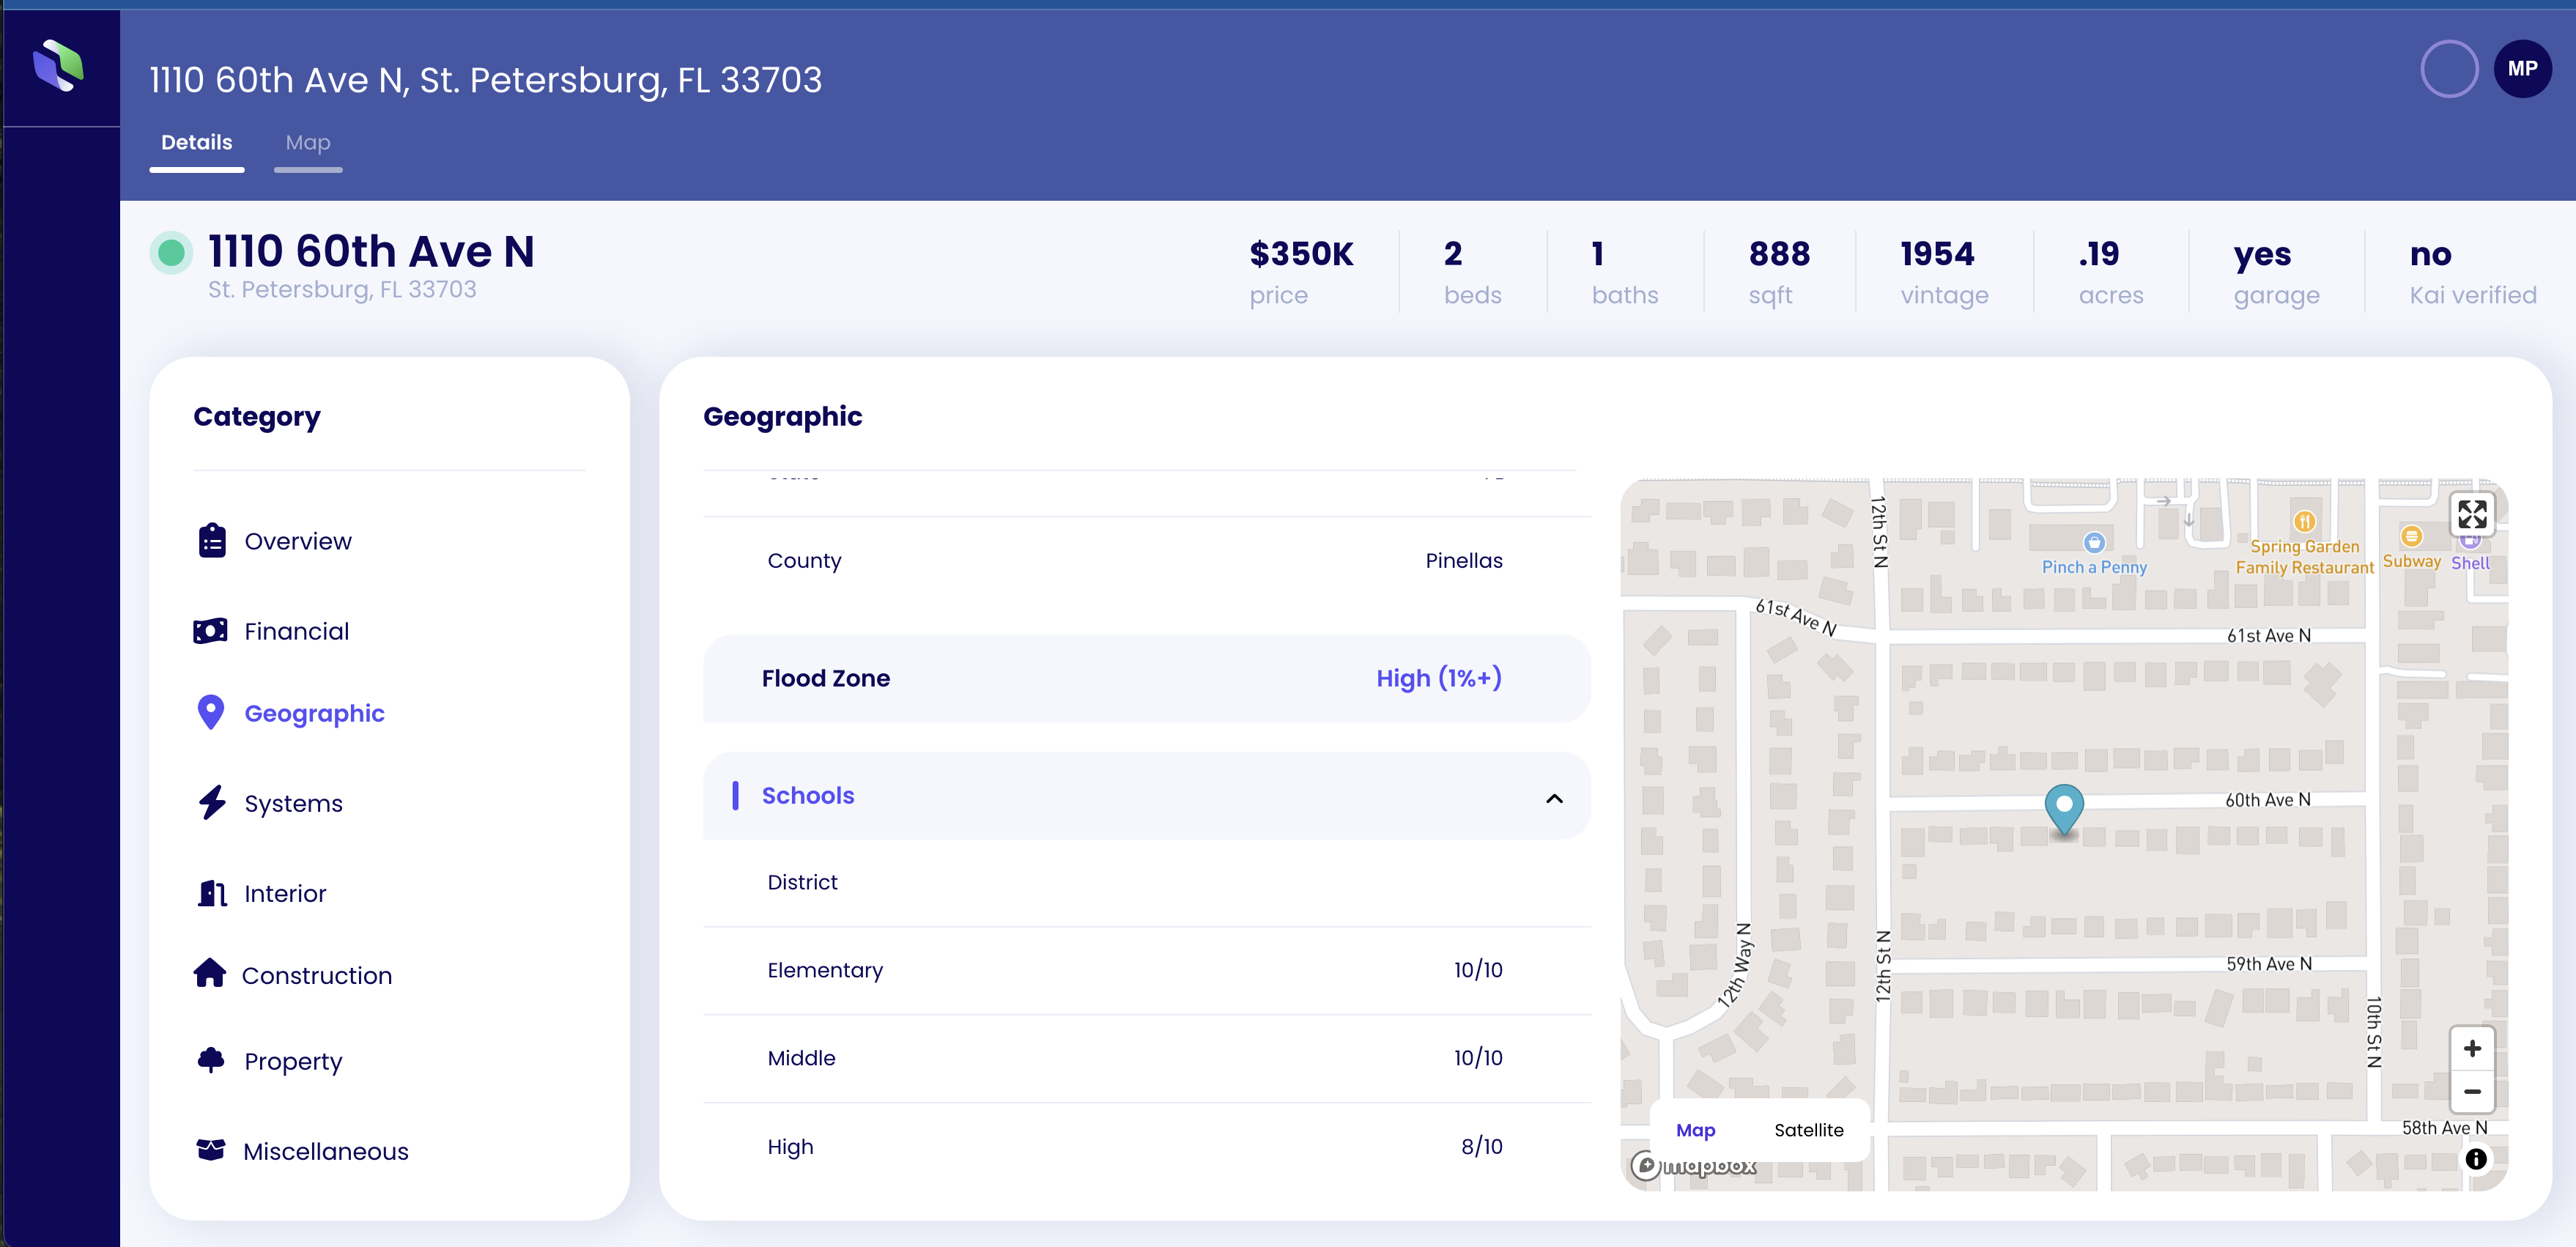 1110 60th Ave N, St. Petersburg, FL 33703
MP
Details
Map
1110 60th Ave N
St. Petersburg, FL 33703
$350K
price
2
beds
1
baths
888
sqft
1954
vintage
.19
acres
yes
garage
no
Kai verified
Category
Overview
Financial
Geographic
Systems
Interior
Construction
Property
Miscellaneous
Geographic
County Pinellas
Flood Zone High (1%+)
Schools
District
Elementary 10/10
Middle 10/10
High 8/10
12th St N
Pinch a Penny
Spring Garden
Family Restaurant
Subway
Shell
61st Ave N
61st Ave N
60th Ave N
12th Way N
12th St N
59th Ave N
10th St N
58th Ave N
Map Satellite
mapbox